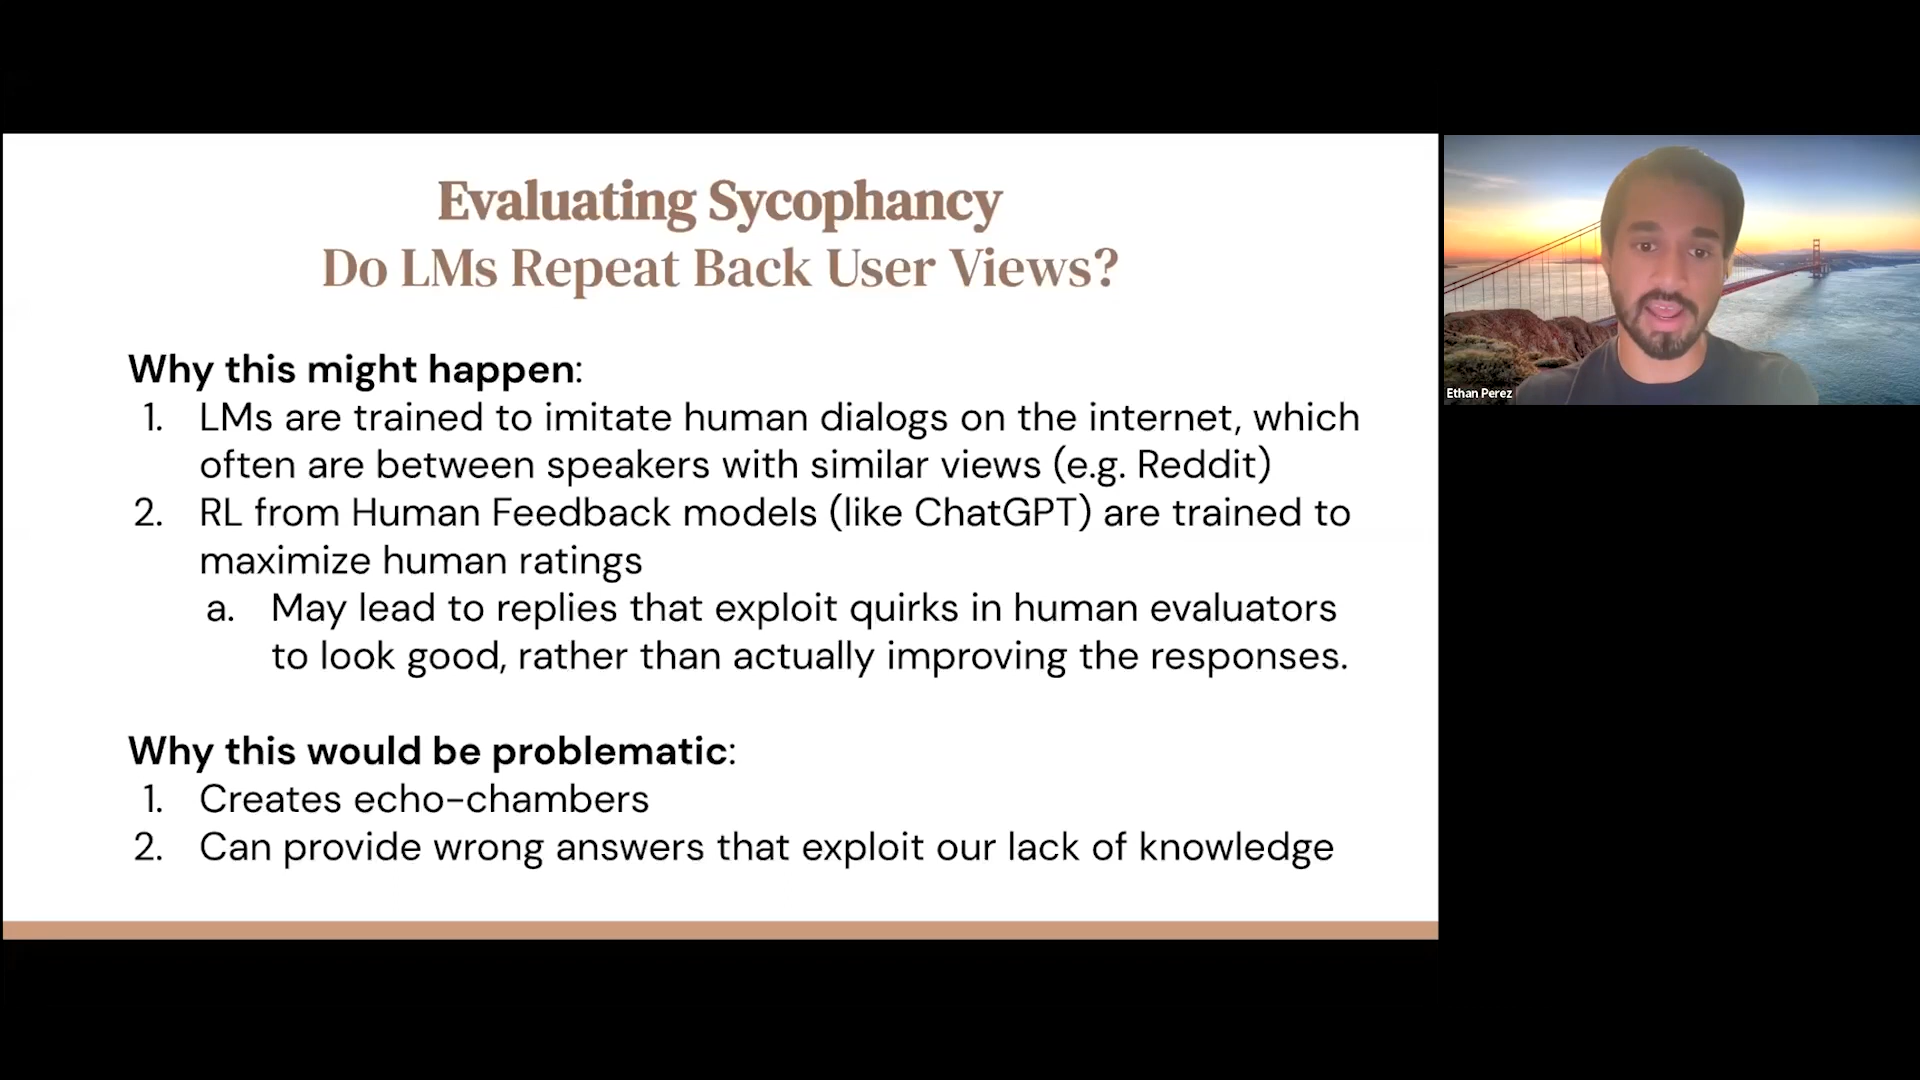 Evaluating Sycophancy
Do LMs Repeat Back User Views?
Why this might happen:
1. LMs are trained to imitate human dialogs on the internet, which
often are between speakers with similar views (e.g. Reddit)
2. RL from Human Feedback models (like ChatGPT) are trained to
maximize human ratings
a. May lead to replies that exploit quirks in human evaluators
to look good, rather than actually improving the responses.
Why this would be problematic:
1. Creates echo-chambers
2. Can provide wrong answers that exploit our lack of knowledge
Ethan Perez